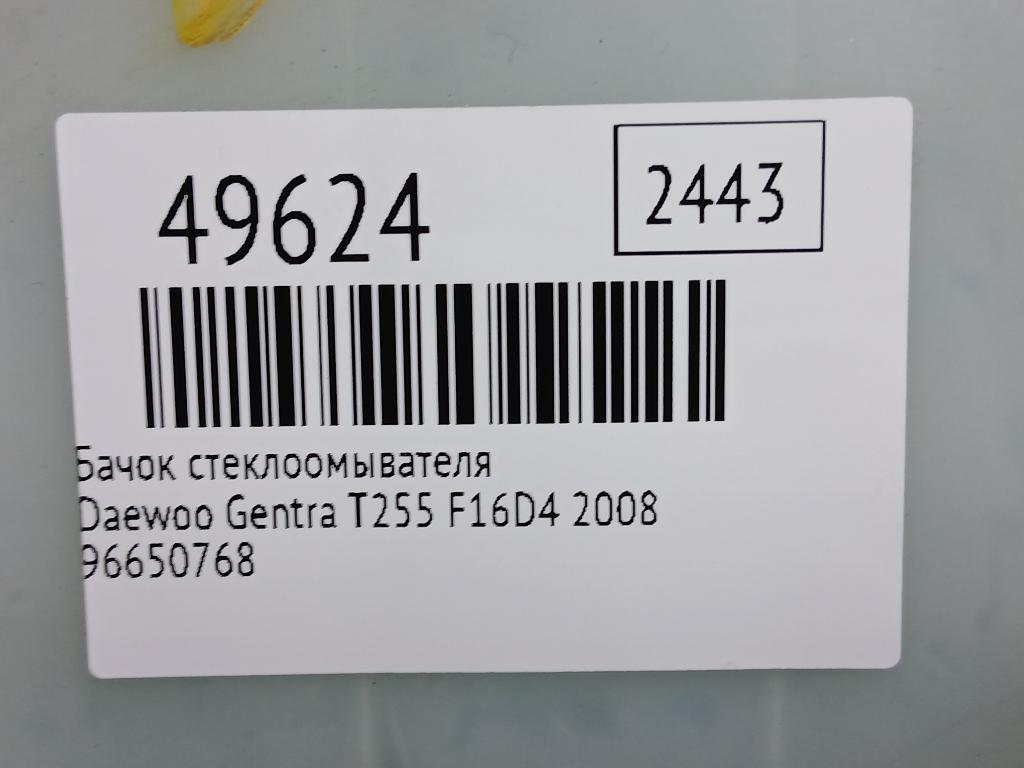 49624
2443
Бачок стеклоомывателя
Daewoo Gentra T255 F16D4 2008
96650768